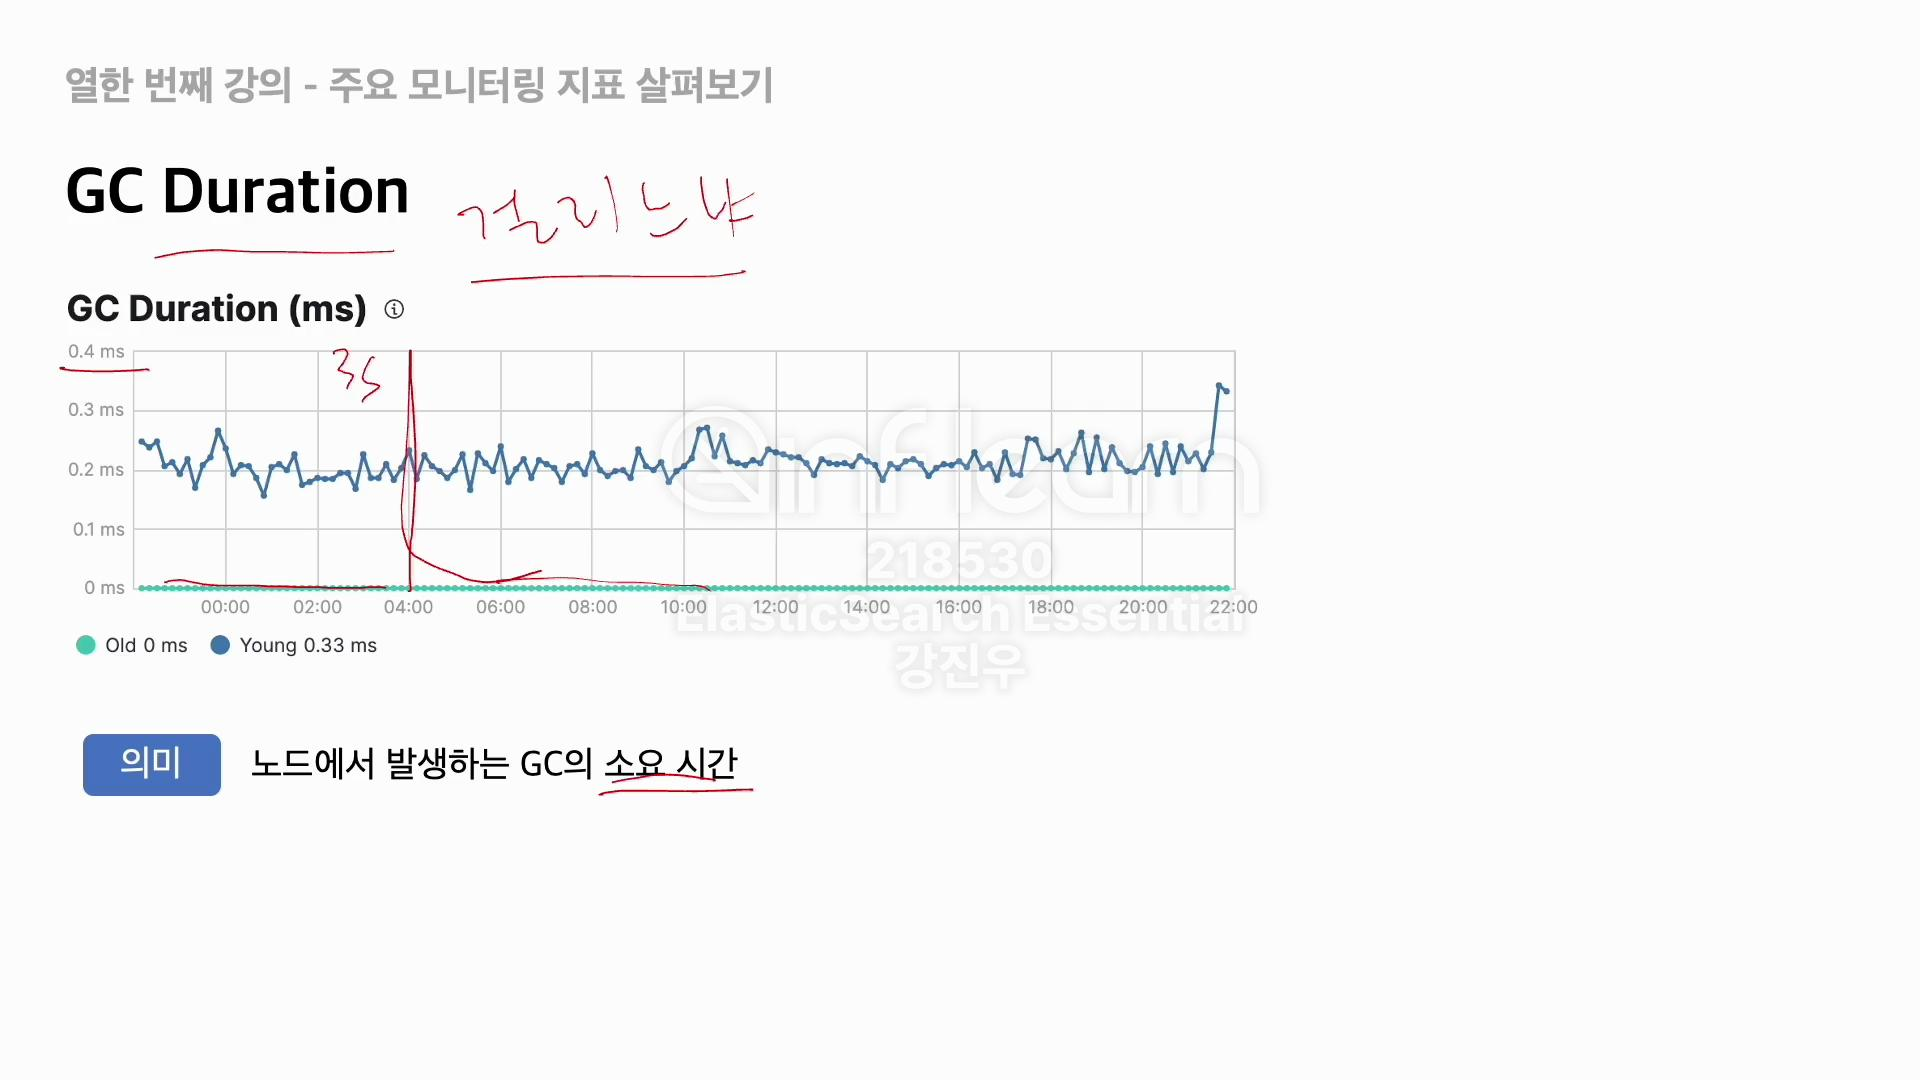 열한 번째 강의 - 주요 모니터링 지표 살펴보기
GC Duration
걸리느냐
GC Duration (ms)
0.4 ms
3s
0.3 ms
0.2 ms
0.1 ms
0 ms
00:00 02:00 04:00 06:00 08:00 10:00 12:00 14:00 16:00 18:00 20:00 22:00
Old 0 ms Young 0.33 ms
inflearn
218530
ElasticSearch Essential
강진우
의미 노드에서 발생하는 GC의 소요 시간